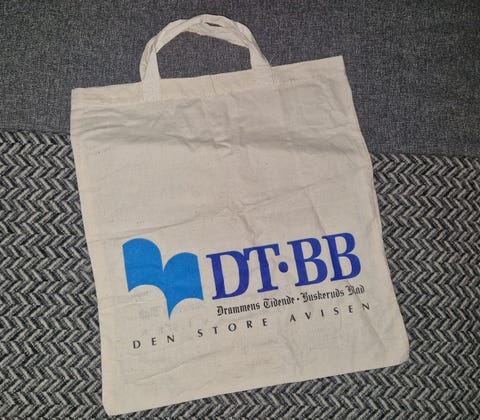 DT·BB
Drammens Tidende • Buskeruds Blad
DEN STORE AVISEN